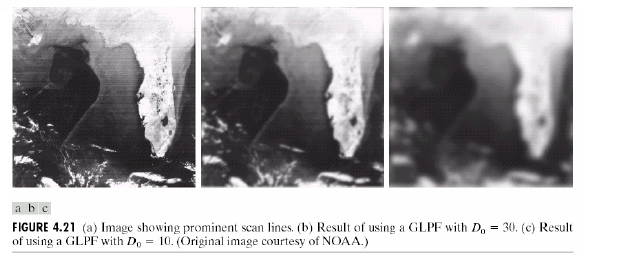 a b c
FIGURE 4.21 (a) Image showing prominent scan lines. (b) Result of using a GLPF with D₀ = 30. (c) Result
of using a GLPF with D₀ = 10. (Original image courtesy of NOAA.)